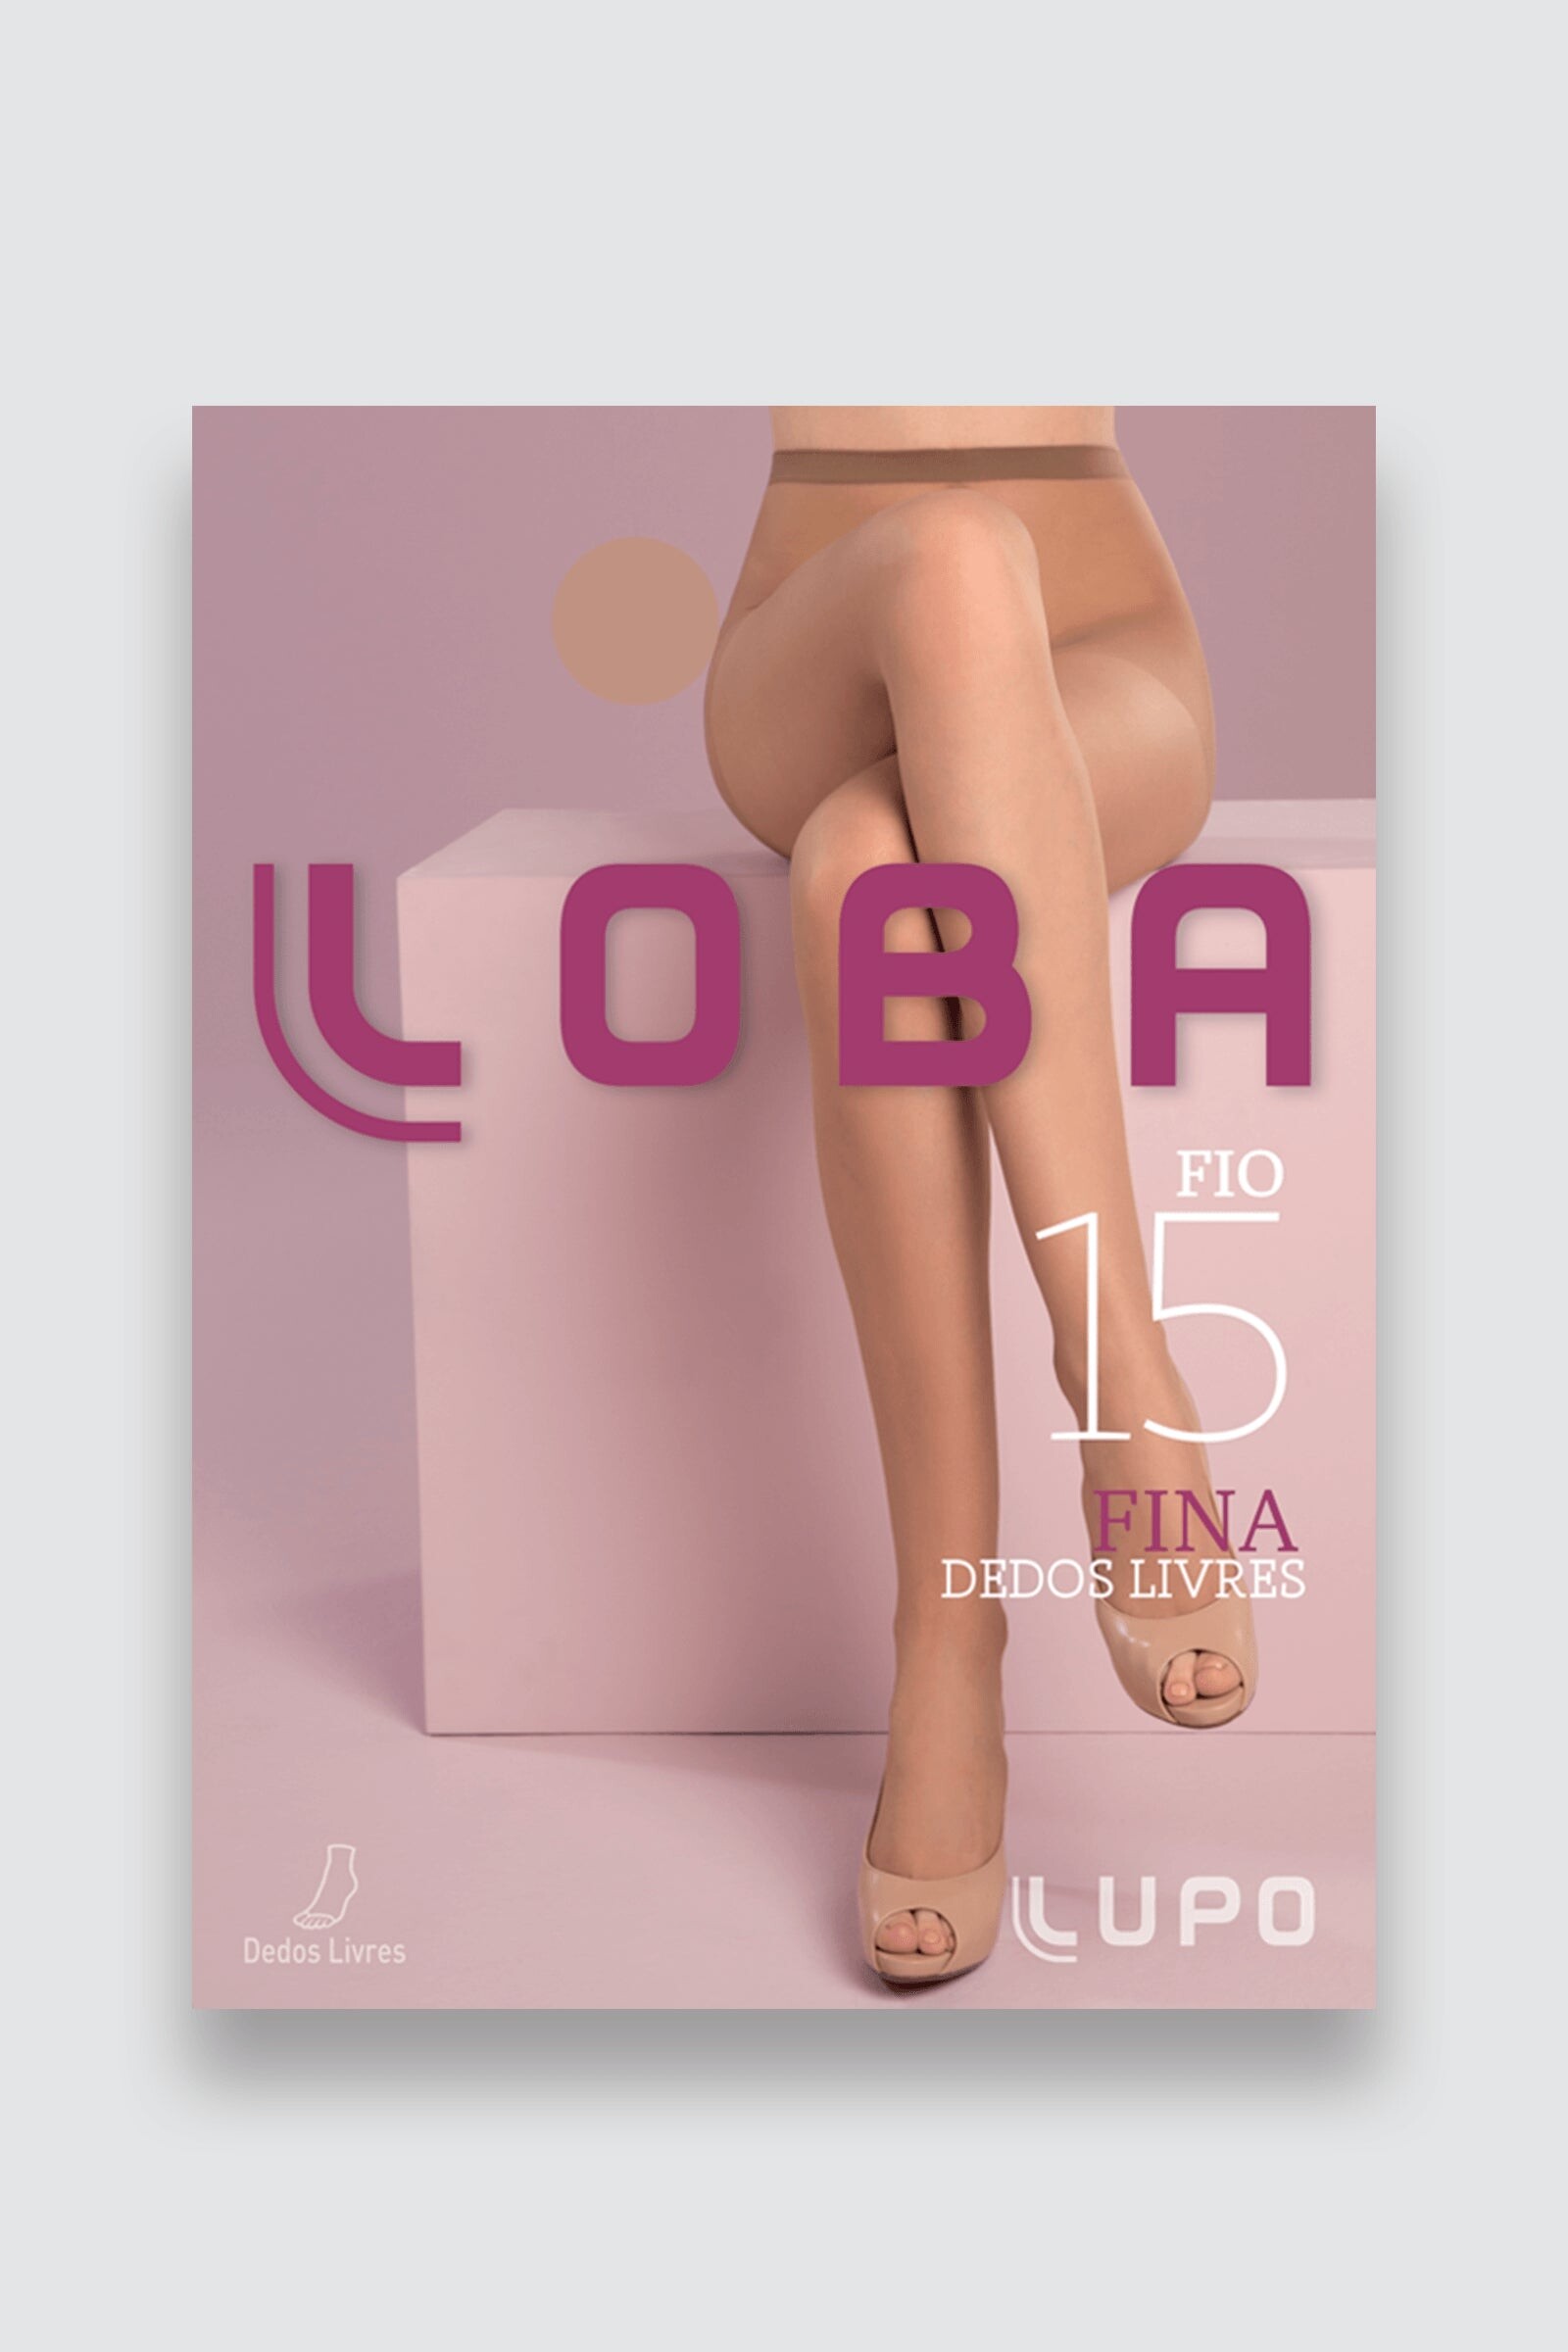 LOBA
FIO
15
FINA
DEDOS LIVRES
Dedos Livres
LUPO